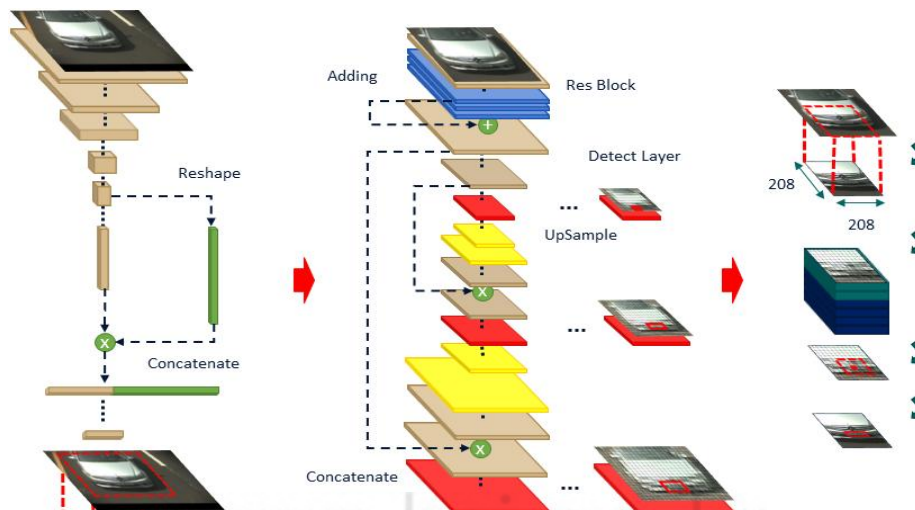 Reshape
Concatenate
Adding
Res Block
Detect Layer
UpSample
Concatenate
208
208